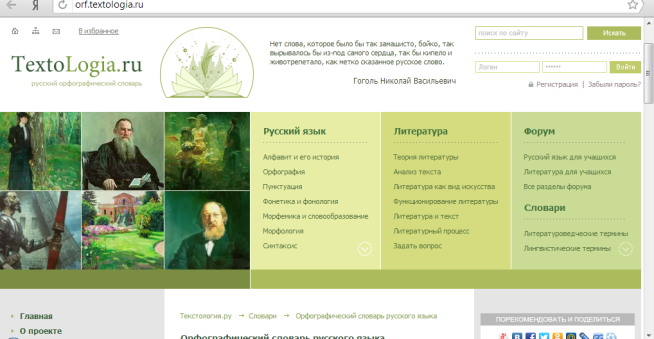 Я
orf.textologia.ru
В избранное
TextoLogia.ru
русский орфографический словарь
Нет слова, которое было бы так замашисто, бойко, так
вырывалось бы из-под самого сердца, так бы кипело и
животрепетало, как метко сказанное русское слово.
Гоголь Николай Васильевич
поиск по сайту
Искать
Логин
••••••
Войти
Регистрация | Забыли пароль?
Русский язык
Алфавит и его история
Орфография
Пунктуация
Фонетика и фонология
Морфемика и словообразование
Морфология
Синтаксис
Литература
Теория литературы
Анализ текста
Литература как вид искусства
Функционирование литературы
Литература и текст
Литературный процесс
Задать вопрос
Форум
Русский язык для учащихся
Литература для учащихся
Все разделы форума
Словари
Литературоведческие термины
Лингвистические термины
Главная
О проекте
Текстология.ру → Словари → Орфографический словарь русского языка
Орфографический словарь русского языка
ПОРЕКОМЕНДОВАТЬ И ПОДЕЛИТЬСЯ